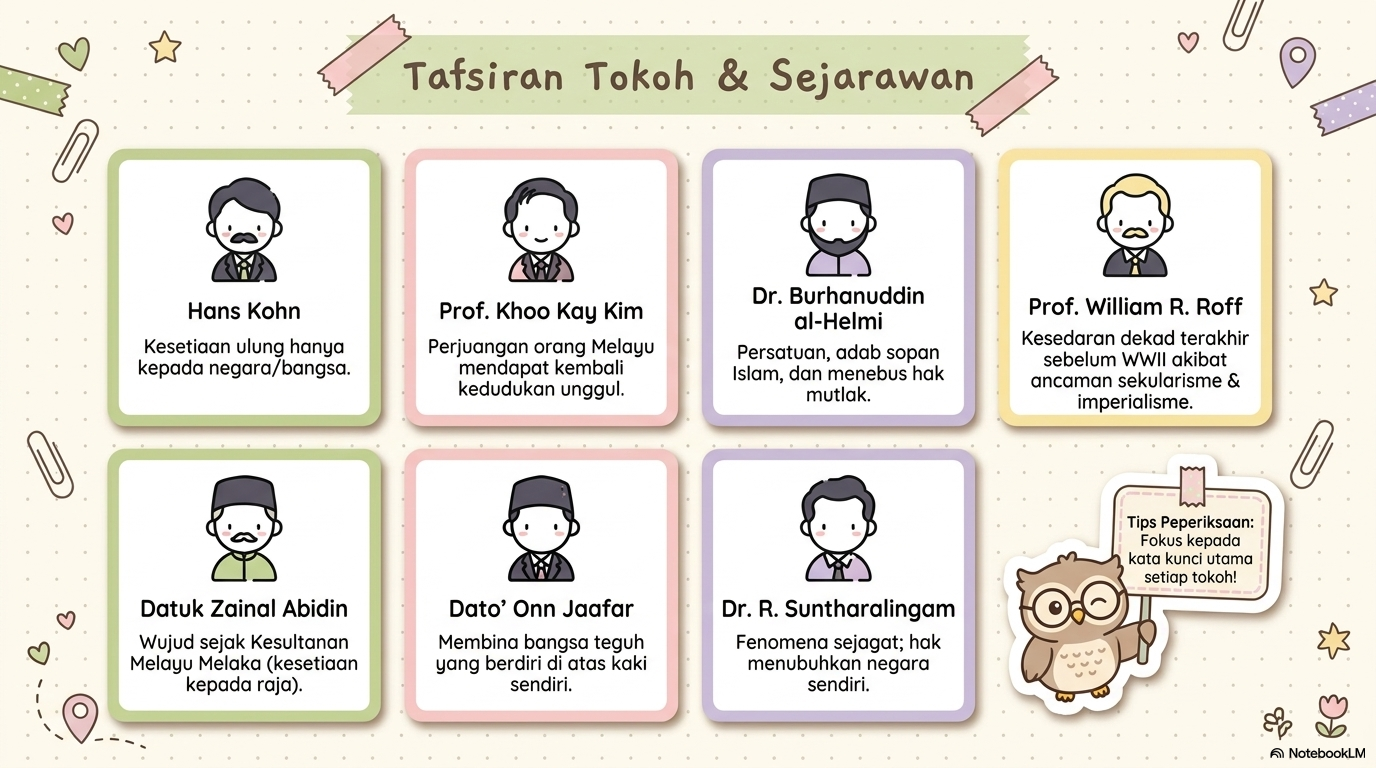 Tafsiran Tokoh & Sejarawan
Hans Kohn
Kesetiaan ulung hanya
kepada negara/bangsa.
Prof. Khoo Kay Kim
Perjuangan orang Melayu
mendapat kembali
kedudukan unggul.
Dr. Burhanuddin
al-Helmi
Persatuan, adab sopan
Islam, dan menebus hak
mutlak.
Prof. William R. Roff
Kesedaran dekad terakhir
sebelum WWII akibat
ancaman sekularisme &
imperialisme.
Datuk Zainal Abidin
Wujud sejak Kesultanan
Melayu Melaka (kesetiaan
kepada raja).
Dato’ Onn Jaafar
Membina bangsa teguh
yang berdiri di atas kaki
sendiri.
Dr. R. Suntharalingam
Fenomena sejagat; hak
menubuhkan negara
sendiri.
Tips Peperiksaan:
Fokus kepada
kata kunci utama
setiap tokoh!
NotebookLM